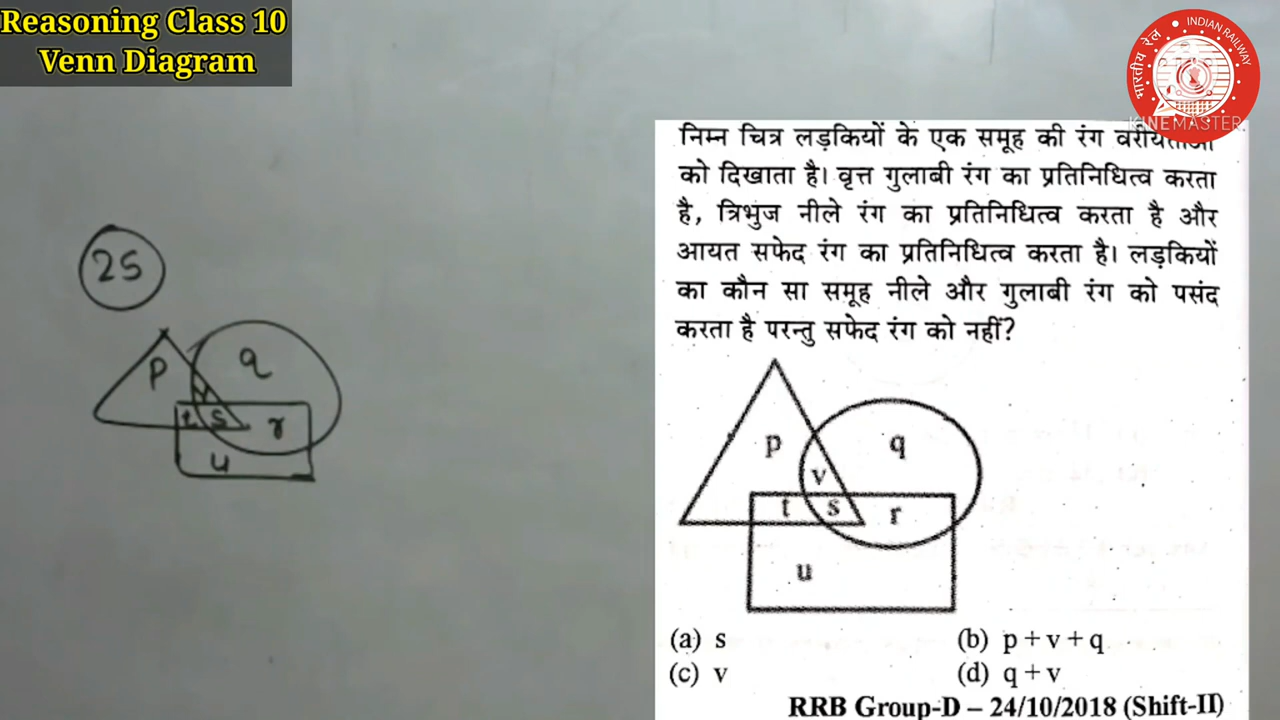 Reasoning Class 10
Venn Diagram
INDIAN RAILWAY
भारतीय रेल
KINEMASTER
निम्न चित्र लड़कियों के एक समूह की रंग वरीयताओं
को दिखाता है। वृत्त गुलाबी रंग का प्रतिनिधित्व करता
है, त्रिभुज नीले रंग का प्रतिनिधित्व करता है और
आयत सफेद रंग का प्रतिनिधित्व करता है। लड़कियों
का कौन सा समूह नीले और गुलाबी रंग को पसंद
करता है परन्तु सफेद रंग को नहीं?
25
p q
v
t s r
u
p q
v
t s r
u
(a) s (b) p + v + q
(c) v (d) q + v
RRB Group-D – 24/10/2018 (Shift-II)